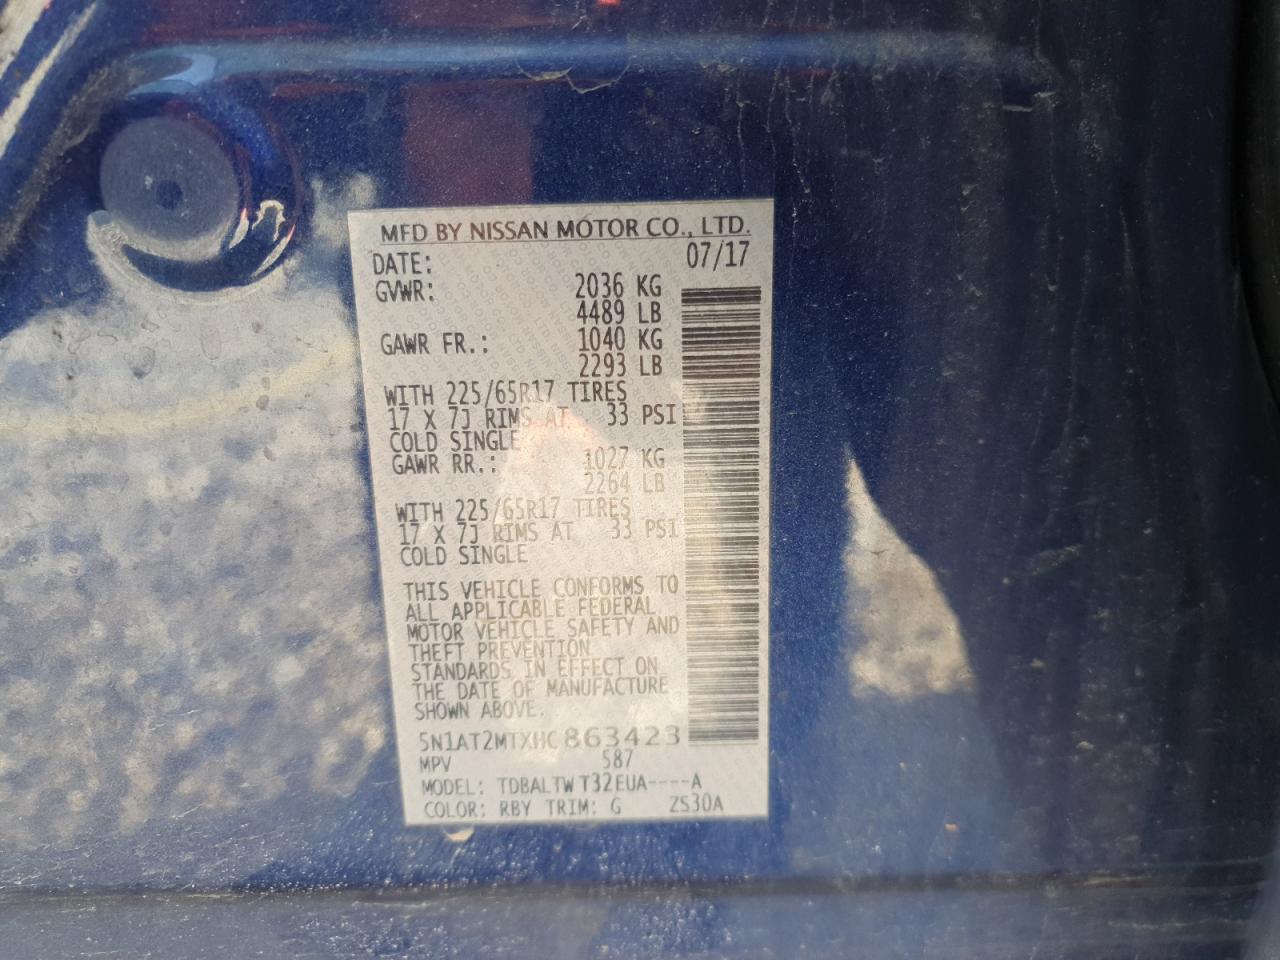 MFD BY NISSAN MOTOR CO., LTD.
DATE: 07/17
GVWR: 2036 KG
4489 LB
GAWR FR.: 1040 KG
2293 LB
WITH 225/65R17 TIRES
17 X 7J RIMS AT 33 PSI
COLD SINGLE
GAWR RR.: 1027 KG
2264 LB
WITH 225/65R17 TIRES
17 X 7J RIMS AT 33 PSI
COLD SINGLE
THIS VEHICLE CONFORMS TO
ALL APPLICABLE FEDERAL
MOTOR VEHICLE SAFETY AND
THEFT PREVENTION
STANDARDS IN EFFECT ON
THE DATE OF MANUFACTURE
SHOWN ABOVE.
5N1AT2MTXHC863423
MPV 587
MODEL: TDBALTWT32EUA----A
COLOR: RBY TRIM: G ZS30A